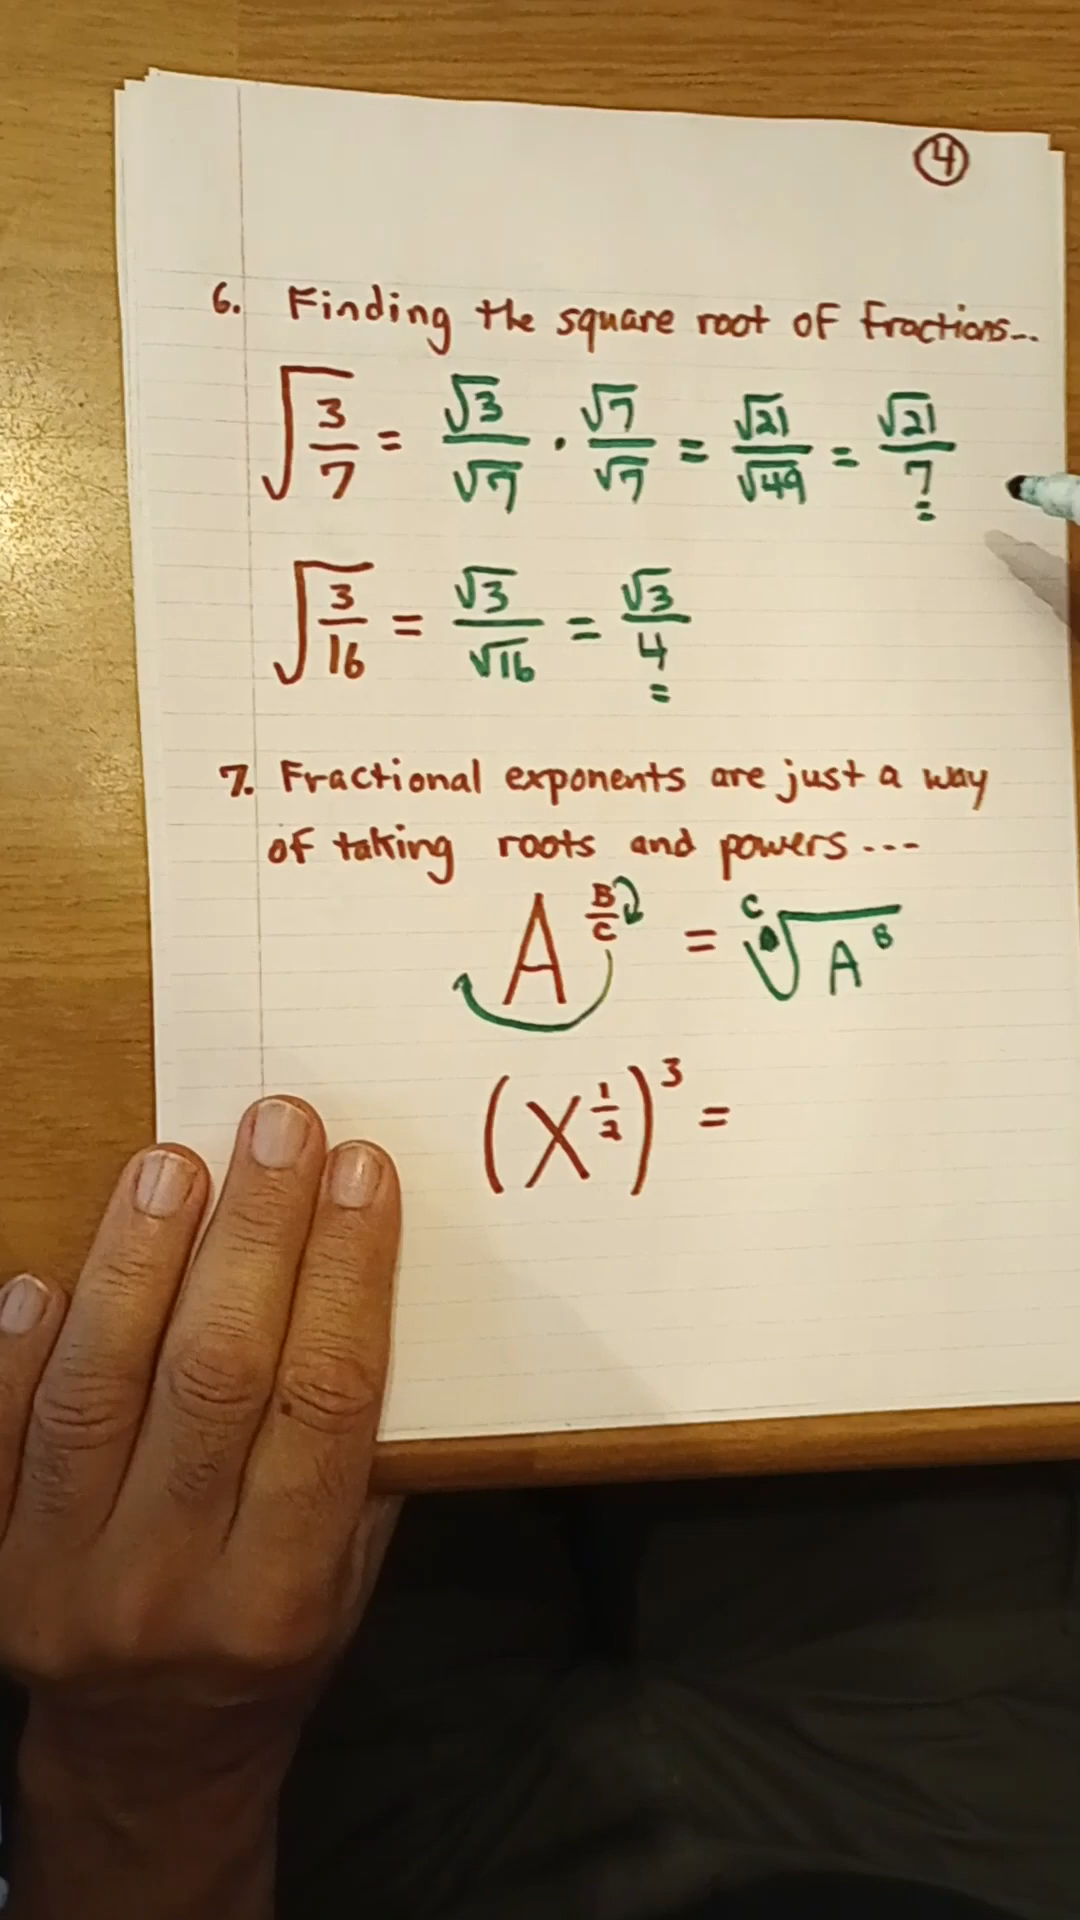 4
6. Finding the square root of fractions...
√(3/7) = √3/√7 · √7/√7 = √21/√49 = √21/7
√(3/16) = √3/√16 = √3/4
7. Fractional exponents are just a way
of taking roots and powers...
A^(B/C) = ᶜ√(A^B)
(X^(1/2))^3 =